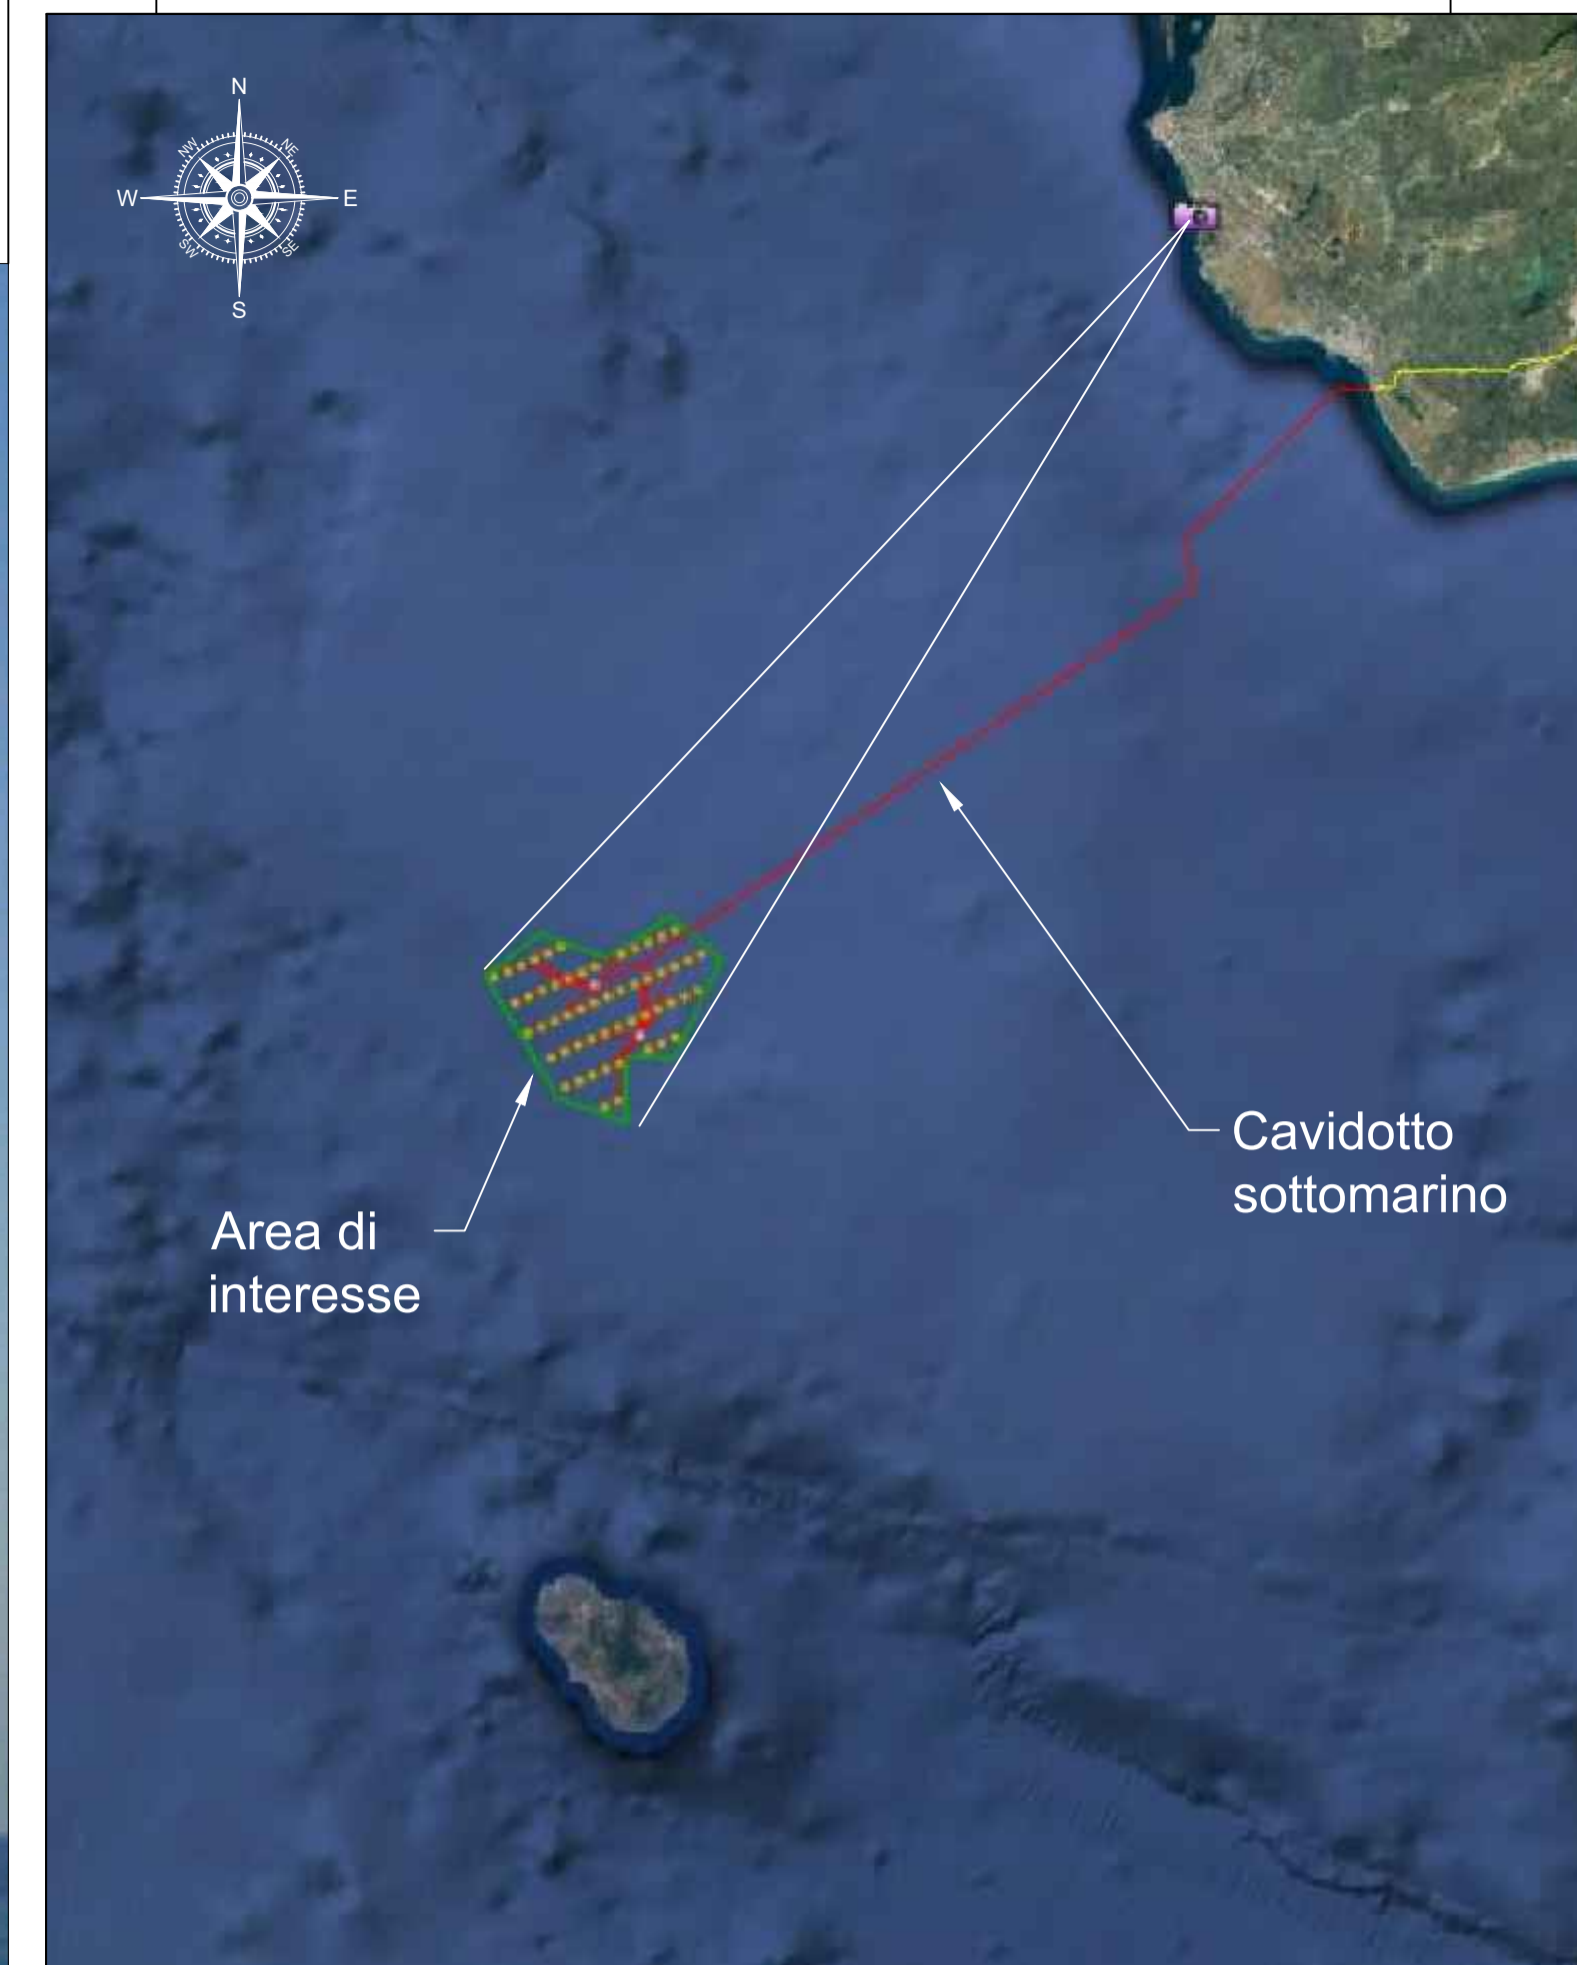 N
NW
NE
W
E
SW
SE
S
Cavidotto
sottomarino
Area di
interesse